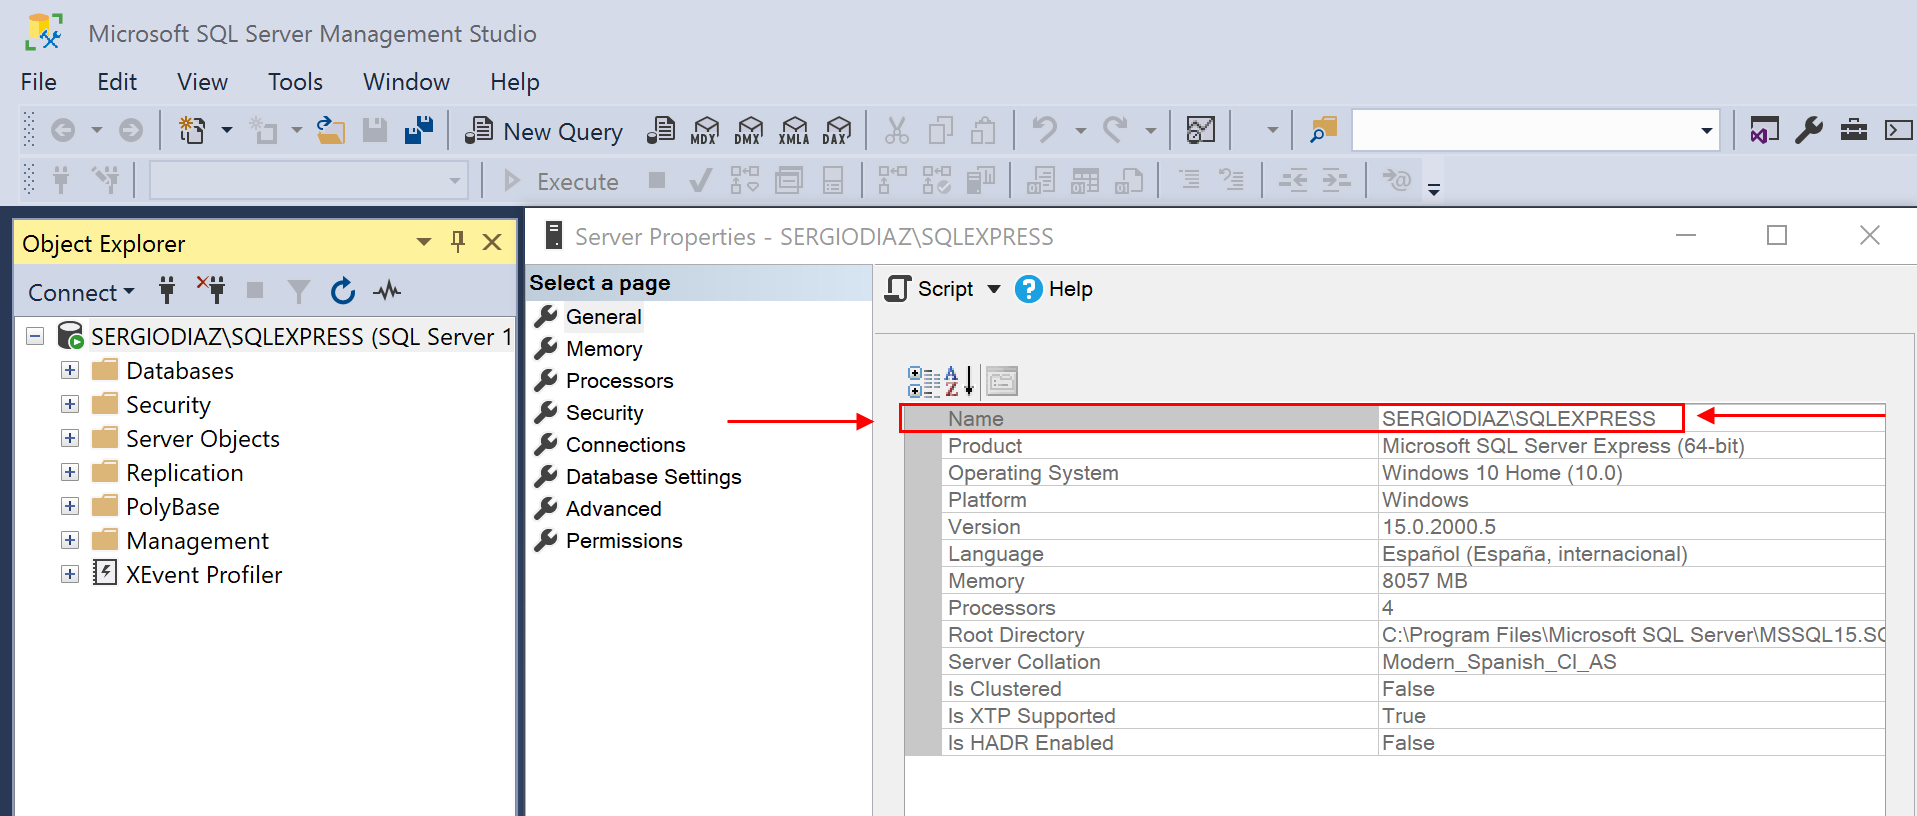 Microsoft SQL Server Management Studio
File Edit View Tools Window Help
New Query MDX DMX XMLA DAX
Execute
Object Explorer
Connect
SERGIODIAZ\SQLEXPRESS (SQL Server 1
Databases
Security
Server Objects
Replication
PolyBase
Management
XEvent Profiler
Server Properties - SERGIODIAZ\SQLEXPRESS
Select a page
General
Memory
Processors
Security
Connections
Database Settings
Advanced
Permissions
Script Help
Name SERGIODIAZ\SQLEXPRESS
Product Microsoft SQL Server Express (64-bit)
Operating System Windows 10 Home (10.0)
Platform Windows
Version 15.0.2000.5
Language Español (España, internacional)
Memory 8057 MB
Processors 4
Root Directory C:\Program Files\Microsoft SQL Server\MSSQL15.SQ
Server Collation Modern_Spanish_CI_AS
Is Clustered False
Is XTP Supported True
Is HADR Enabled False